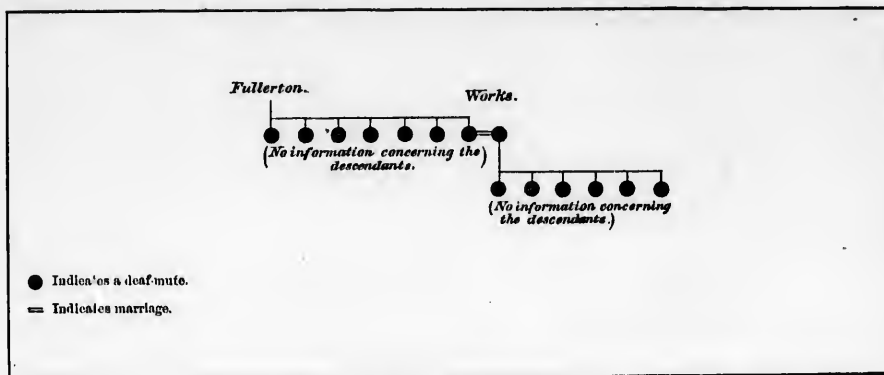 Fullerton.
Works.
(No information concerning the)
descendants.
(No information concerning
the descendants.)
Indicates a deaf-mute.
Indicates marriage.